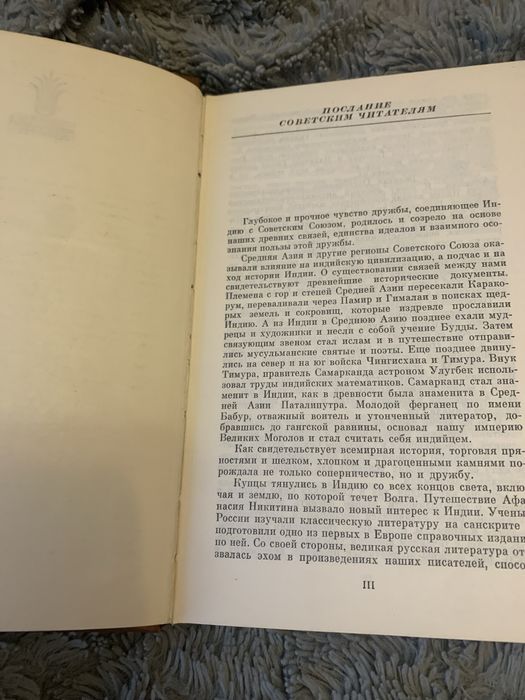 ПОСЛАНИЕ
СОВЕТСКИМ ЧИТАТЕЛЯМ
Глубокое и прочное чувство дружбы, соединяющее Ин-
дию с Советским Союзом, родилось и созрело на основе
наших древних связей, единства идеалов и взаимного осо-
знания пользы этой дружбы.
Средняя Азия и другие регионы Советского Союза ока-
зывали влияние на индийскую цивилизацию, а подчас и на
ход истории Индии. О существовании связей между нами
свидетельствуют древнейшие исторические документы.
Племена с гор и степей Средней Азии пересекали Карако-
рум, переваливали через Памир и Гималаи в поисках щед-
рых земель и сокровищ, которые издревле прославили
Индию. А из Индии в Среднюю Азию позднее ехали муд-
рецы и художники и несли с собой учение Будды. Затем
связующим звеном стал ислам и в путешествие отправи-
лись мусульманские святые и поэты. Еще позднее двину-
лись на север и на юг войска Чингисхана и Тимура. Внук
Тимура, правитель Самарканда астроном Улугбек исполь-
зовал труды индийских математиков. Самарканд стал зна-
менит в Индии, как в древности была знаменита в Сред-
ней Азии Паталипутра. Молодой ферганец по имени
Бабур, отважный воитель и утонченный литератор, до-
бравшись до гангской равнины, основал нашу империю
Великих Моголов и стал считать себя индийцем.
Как свидетельствует всемирная история, торговля пря-
ностями и шелком, хлопком и драгоценными камнями по-
рождала не только соперничество, но и дружбу.
Купцы тянулись в Индию со всех концов света, вклю
чая и землю, по которой течет Волга. Путешествие Афа
насия Никитина вызвало новый интерес к Индии. Учены
России изучали классическую литературу на санскрите
подготовили одно из первых в Европе справочных издани
по ней. Со своей стороны, великая русская литература от
звалась эхом в произведениях наших писателей, спосо
III